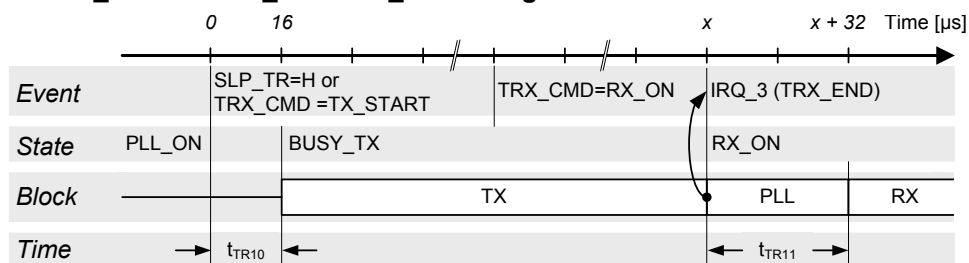 0 16 x x + 32 Time [µs]
Event SLP_TR=H or TRX_CMD=RX_ON IRQ_3 (TRX_END)
TRX_CMD =TX_START
State PLL_ON BUSY_TX RX_ON
Block TX PLL RX
Time tTR10 tTR11